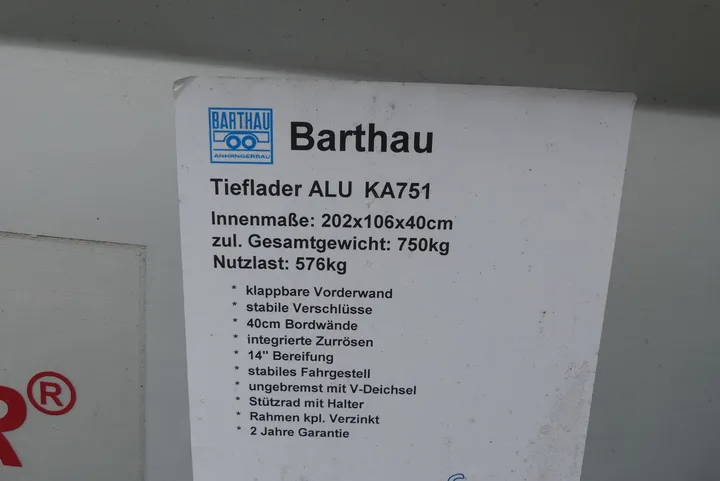 BARTHAU
ANHÄNGERBAU
Barthau
Tieflader ALU KA751
Innenmaße: 202x106x40cm
zul. Gesamtgewicht: 750kg
Nutzlast: 576kg
* klappbare Vorderwand
* stabile Verschlüsse
* 40cm Bordwände
* integrierte Zurrösen
* 14" Bereifung
* stabiles Fahrgestell
* ungebremst mit V-Deichsel
* Stützrad mit Halter
* Rahmen kpl. Verzinkt
* 2 Jahre Garantie
R®